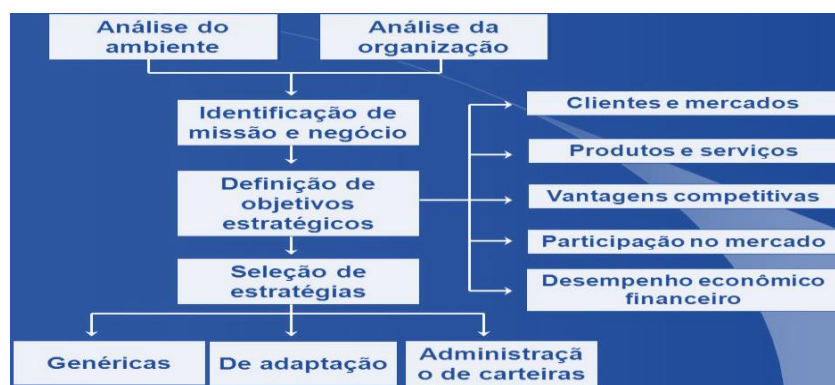 Análise do
ambiente
Análise da
organização
Identificação de
missão e negócio
Definição de
objetivos
estratégicos
Seleção de
estratégias
Clientes e mercados
Produtos e serviços
Vantagens competitivas
Participação no mercado
Desempenho econômico
financeiro
Genéricas
De adaptação
Administraçã
o de carteiras